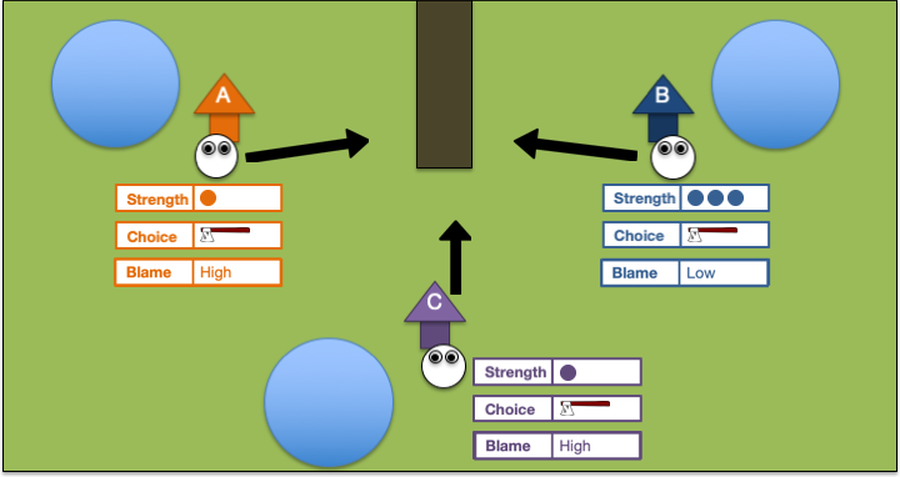 A
B
Strength
Choice
Blame High
Strength
Choice
Blame Low
C
Strength
Choice
Blame High